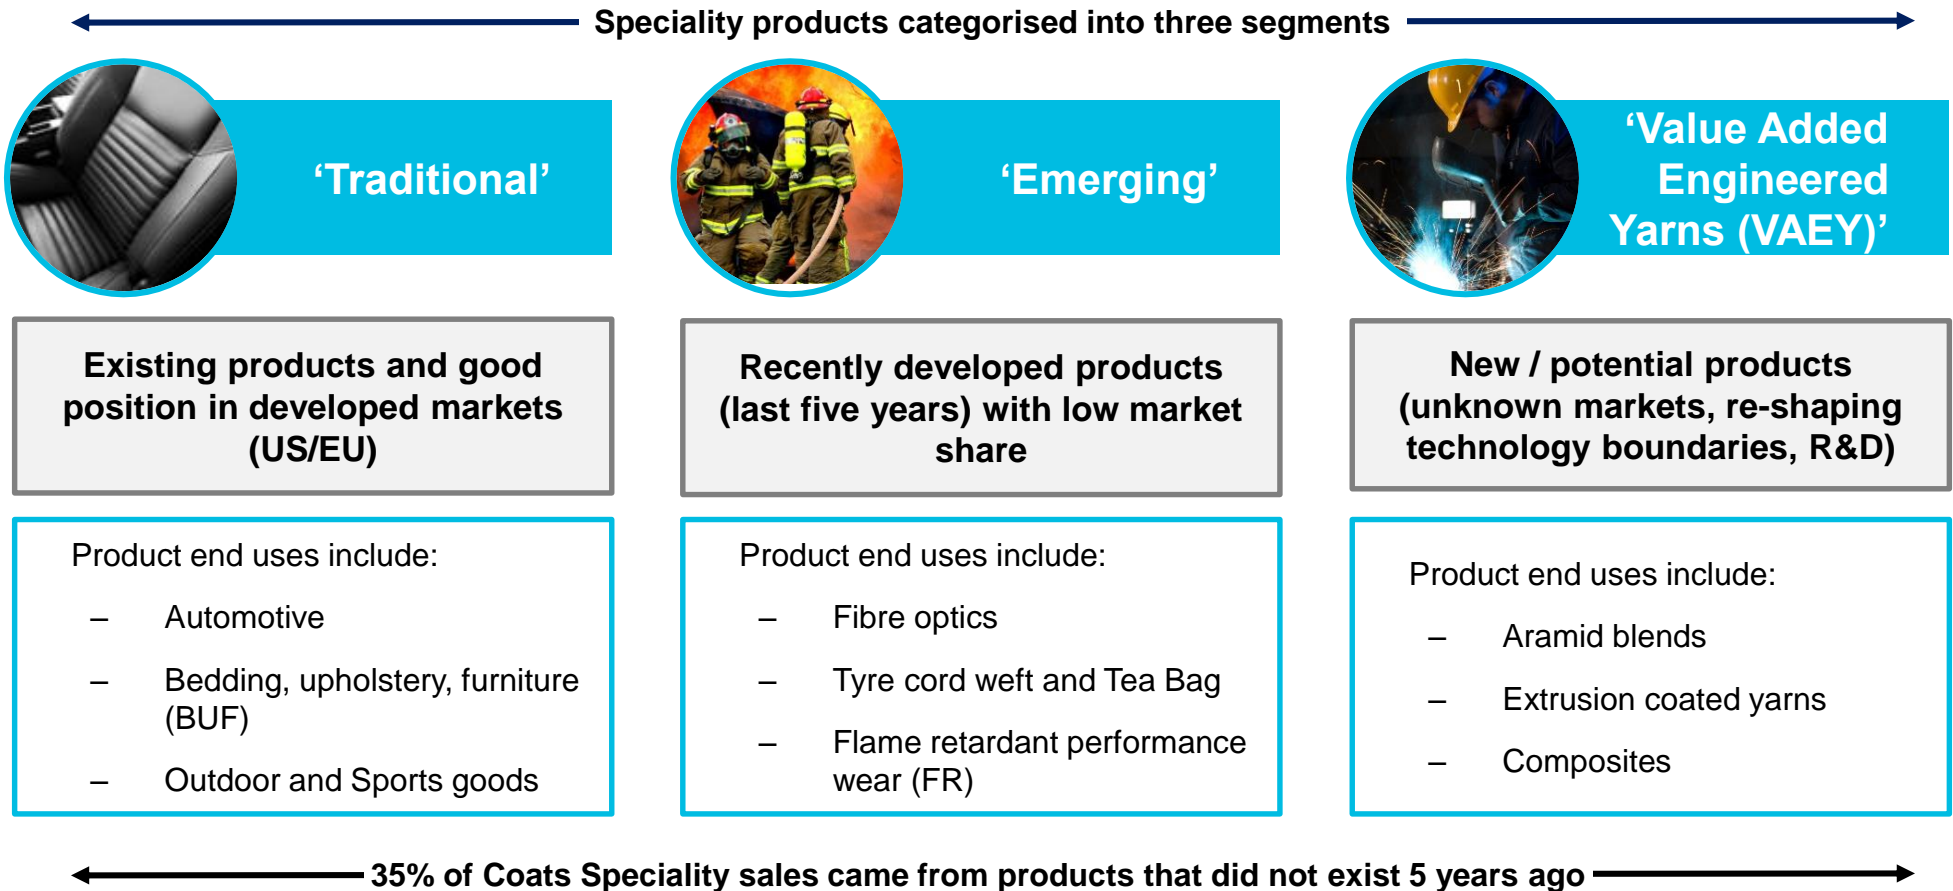 Speciality products categorised into three segments
‘Traditional’
Existing products and good
position in developed markets
(US/EU)
Product end uses include:
– Automotive
– Bedding, upholstery, furniture
(BUF)
– Outdoor and Sports goods
‘Emerging’
Recently developed products
(last five years) with low market
share
Product end uses include:
– Fibre optics
– Tyre cord weft and Tea Bag
– Flame retardant performance
wear (FR)
‘Value Added
Engineered
Yarns (VAEY)’
New / potential products
(unknown markets, re-shaping
technology boundaries, R&D)
Product end uses include:
– Aramid blends
– Extrusion coated yarns
– Composites
35% of Coats Speciality sales came from products that did not exist 5 years ago